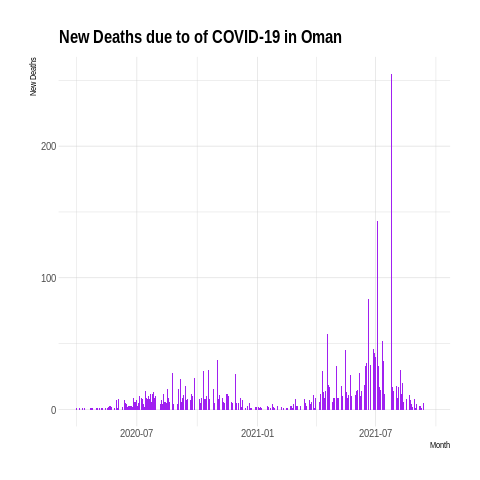 New Deaths due to of COVID-19 in Oman
New Deaths
200
100
0
2020-07 2021-01 2021-07
Month